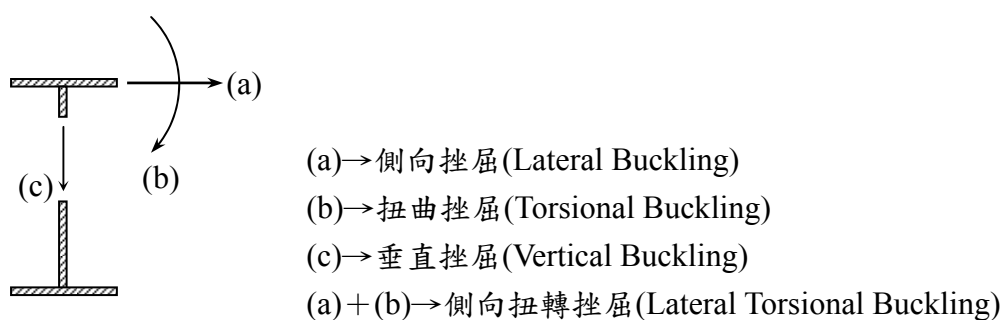 (a)
(b)
(c)
(a)→側向挫屈(Lateral Buckling)
(b)→扭曲挫屈(Torsional Buckling)
(c)→垂直挫屈(Vertical Buckling)
(a)＋(b)→側向扭轉挫屈(Lateral Torsional Buckling)